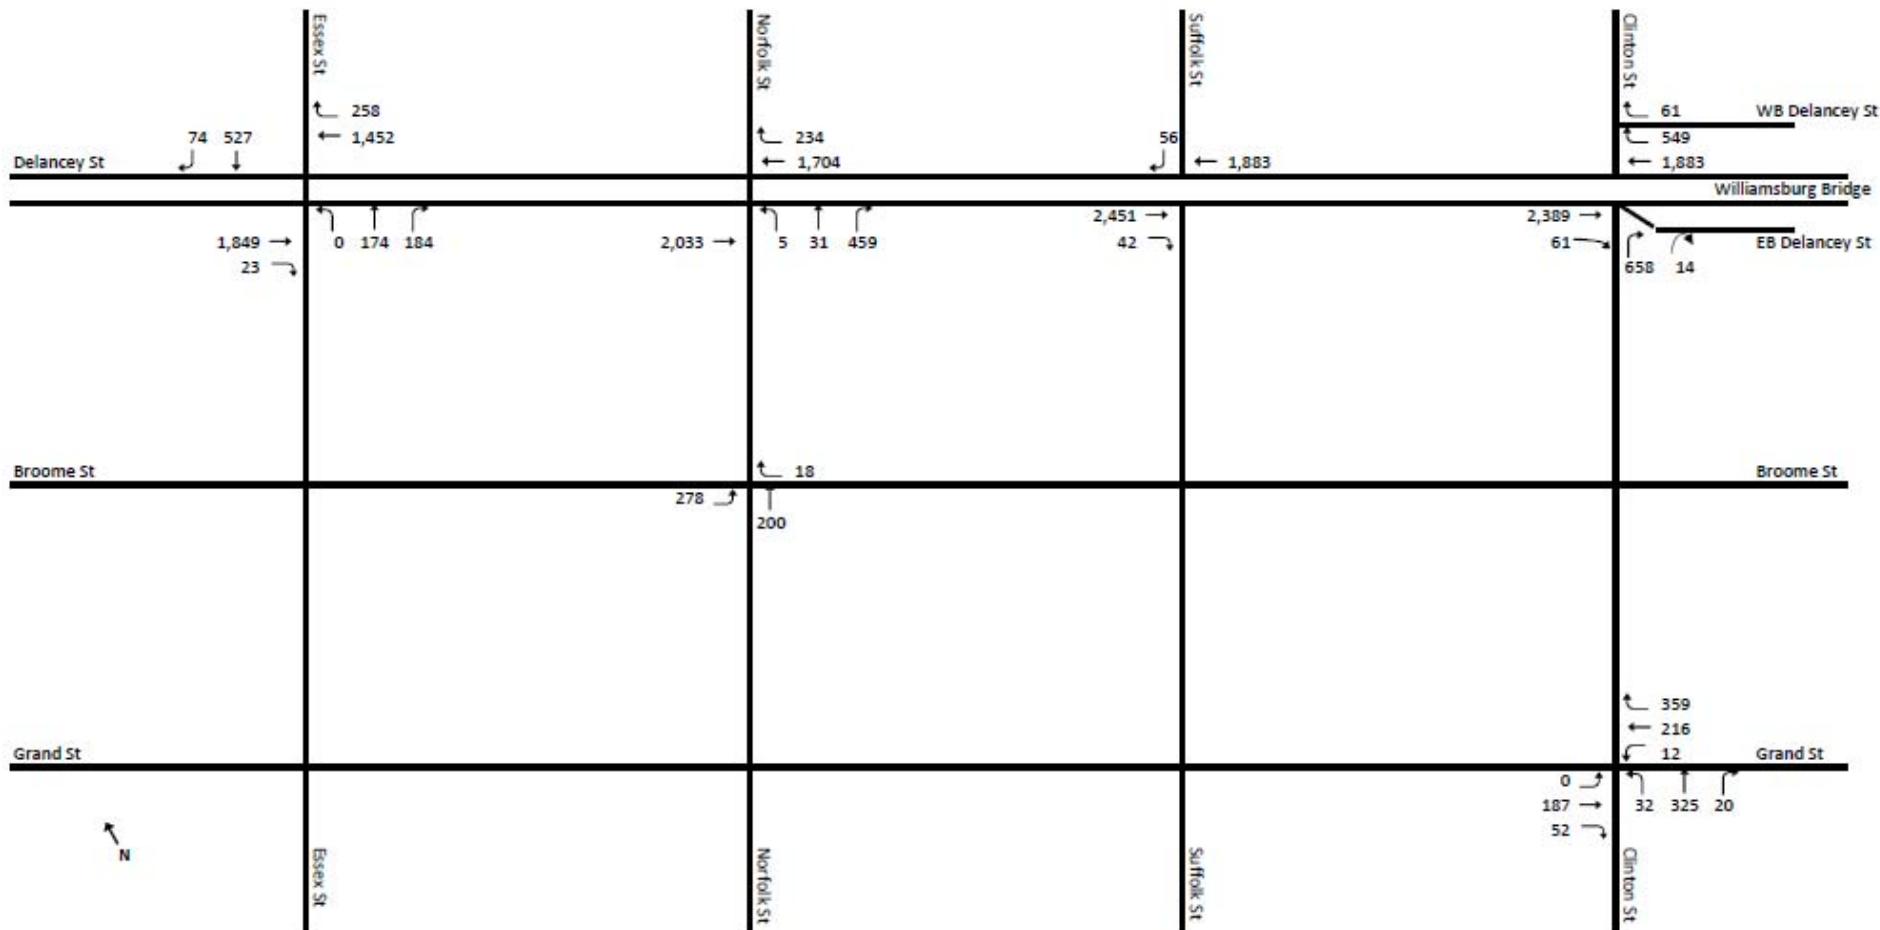 Essex St
Norfolk St
Suffolk St
Clinton St
258
61 WB Delancey St
74 527 1,452
234
56
549
Delancey St
1,704
1,883
1,883
Williamsburg Bridge
2,451
2,389
1,849
0 174 184
2,033
5 31 459
42
61
EB Delancey St
23
658 14
Broome St
18
Broome St
278
200
359
216
Grand St
12
Grand St
0
187
32 325 20
52
N
Essex St
Norfolk St
Suffolk St
Clinton St